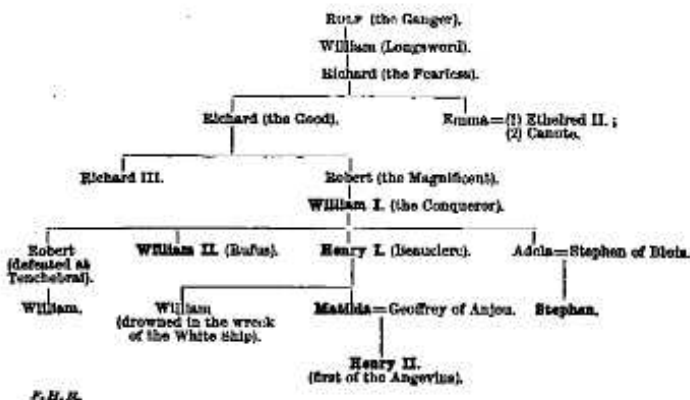 ROLF (the Ganger).
William (Longsword).
Richard (the Fearless).
Richard (the Good).
Emma=(1) Ethelred II. ;
(2) Canute.
Richard III.
Robert (the Magnificent).
William I. (the Conqueror).
Robert
(defeated at
Tenchebrai).
William II. (Rufus).
Henry I. (Beauclerc).
Adela=Stephen of Blois.
William.
William
(drowned in the wreck
of the White Ship).
Matilda=Geoffrey of Anjou.
Stephen.
Henry II.
(first of the Angevins).
F.H.R.